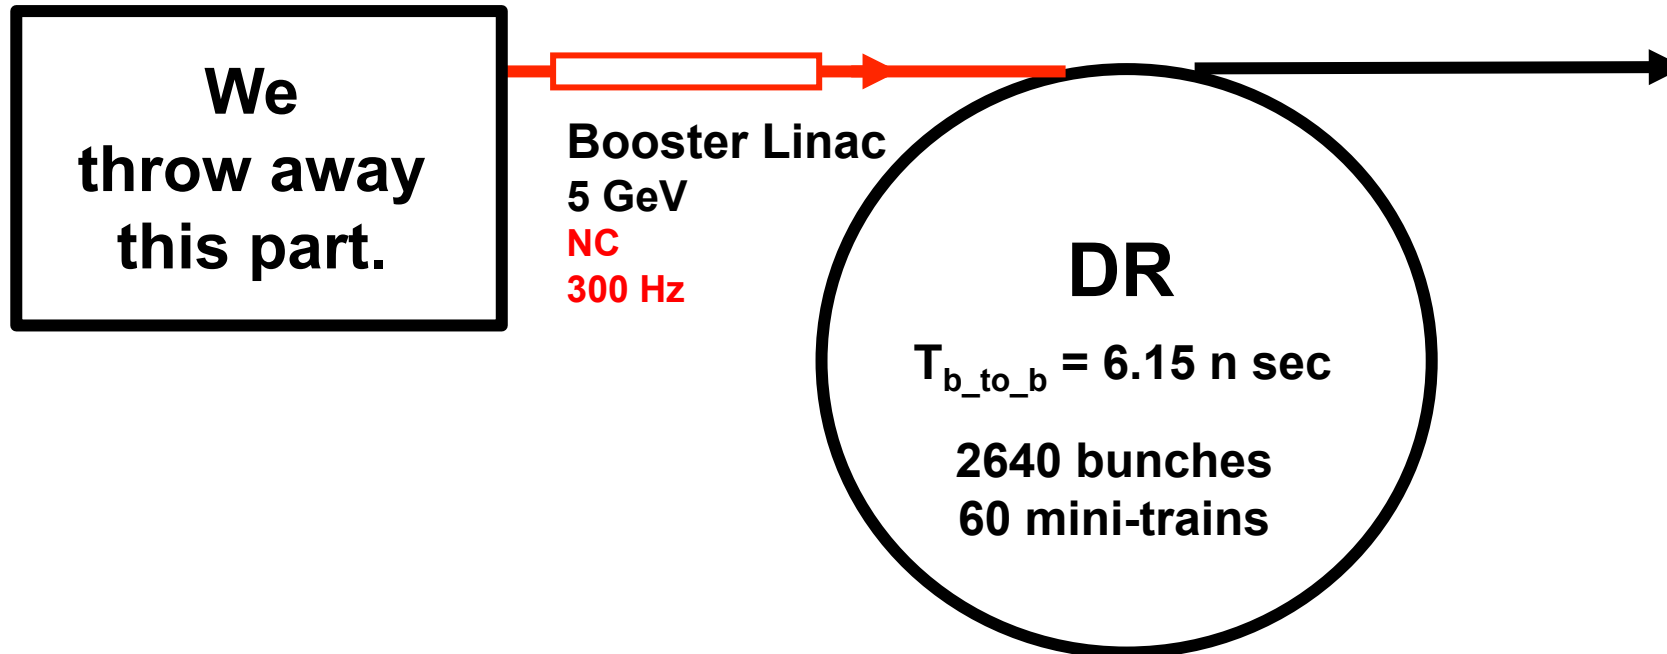 We
throw away
this part.
Booster Linac
5 GeV
NC
300 Hz
DR
T_b_to_b = 6.15 n sec
2640 bunches
60 mini-trains